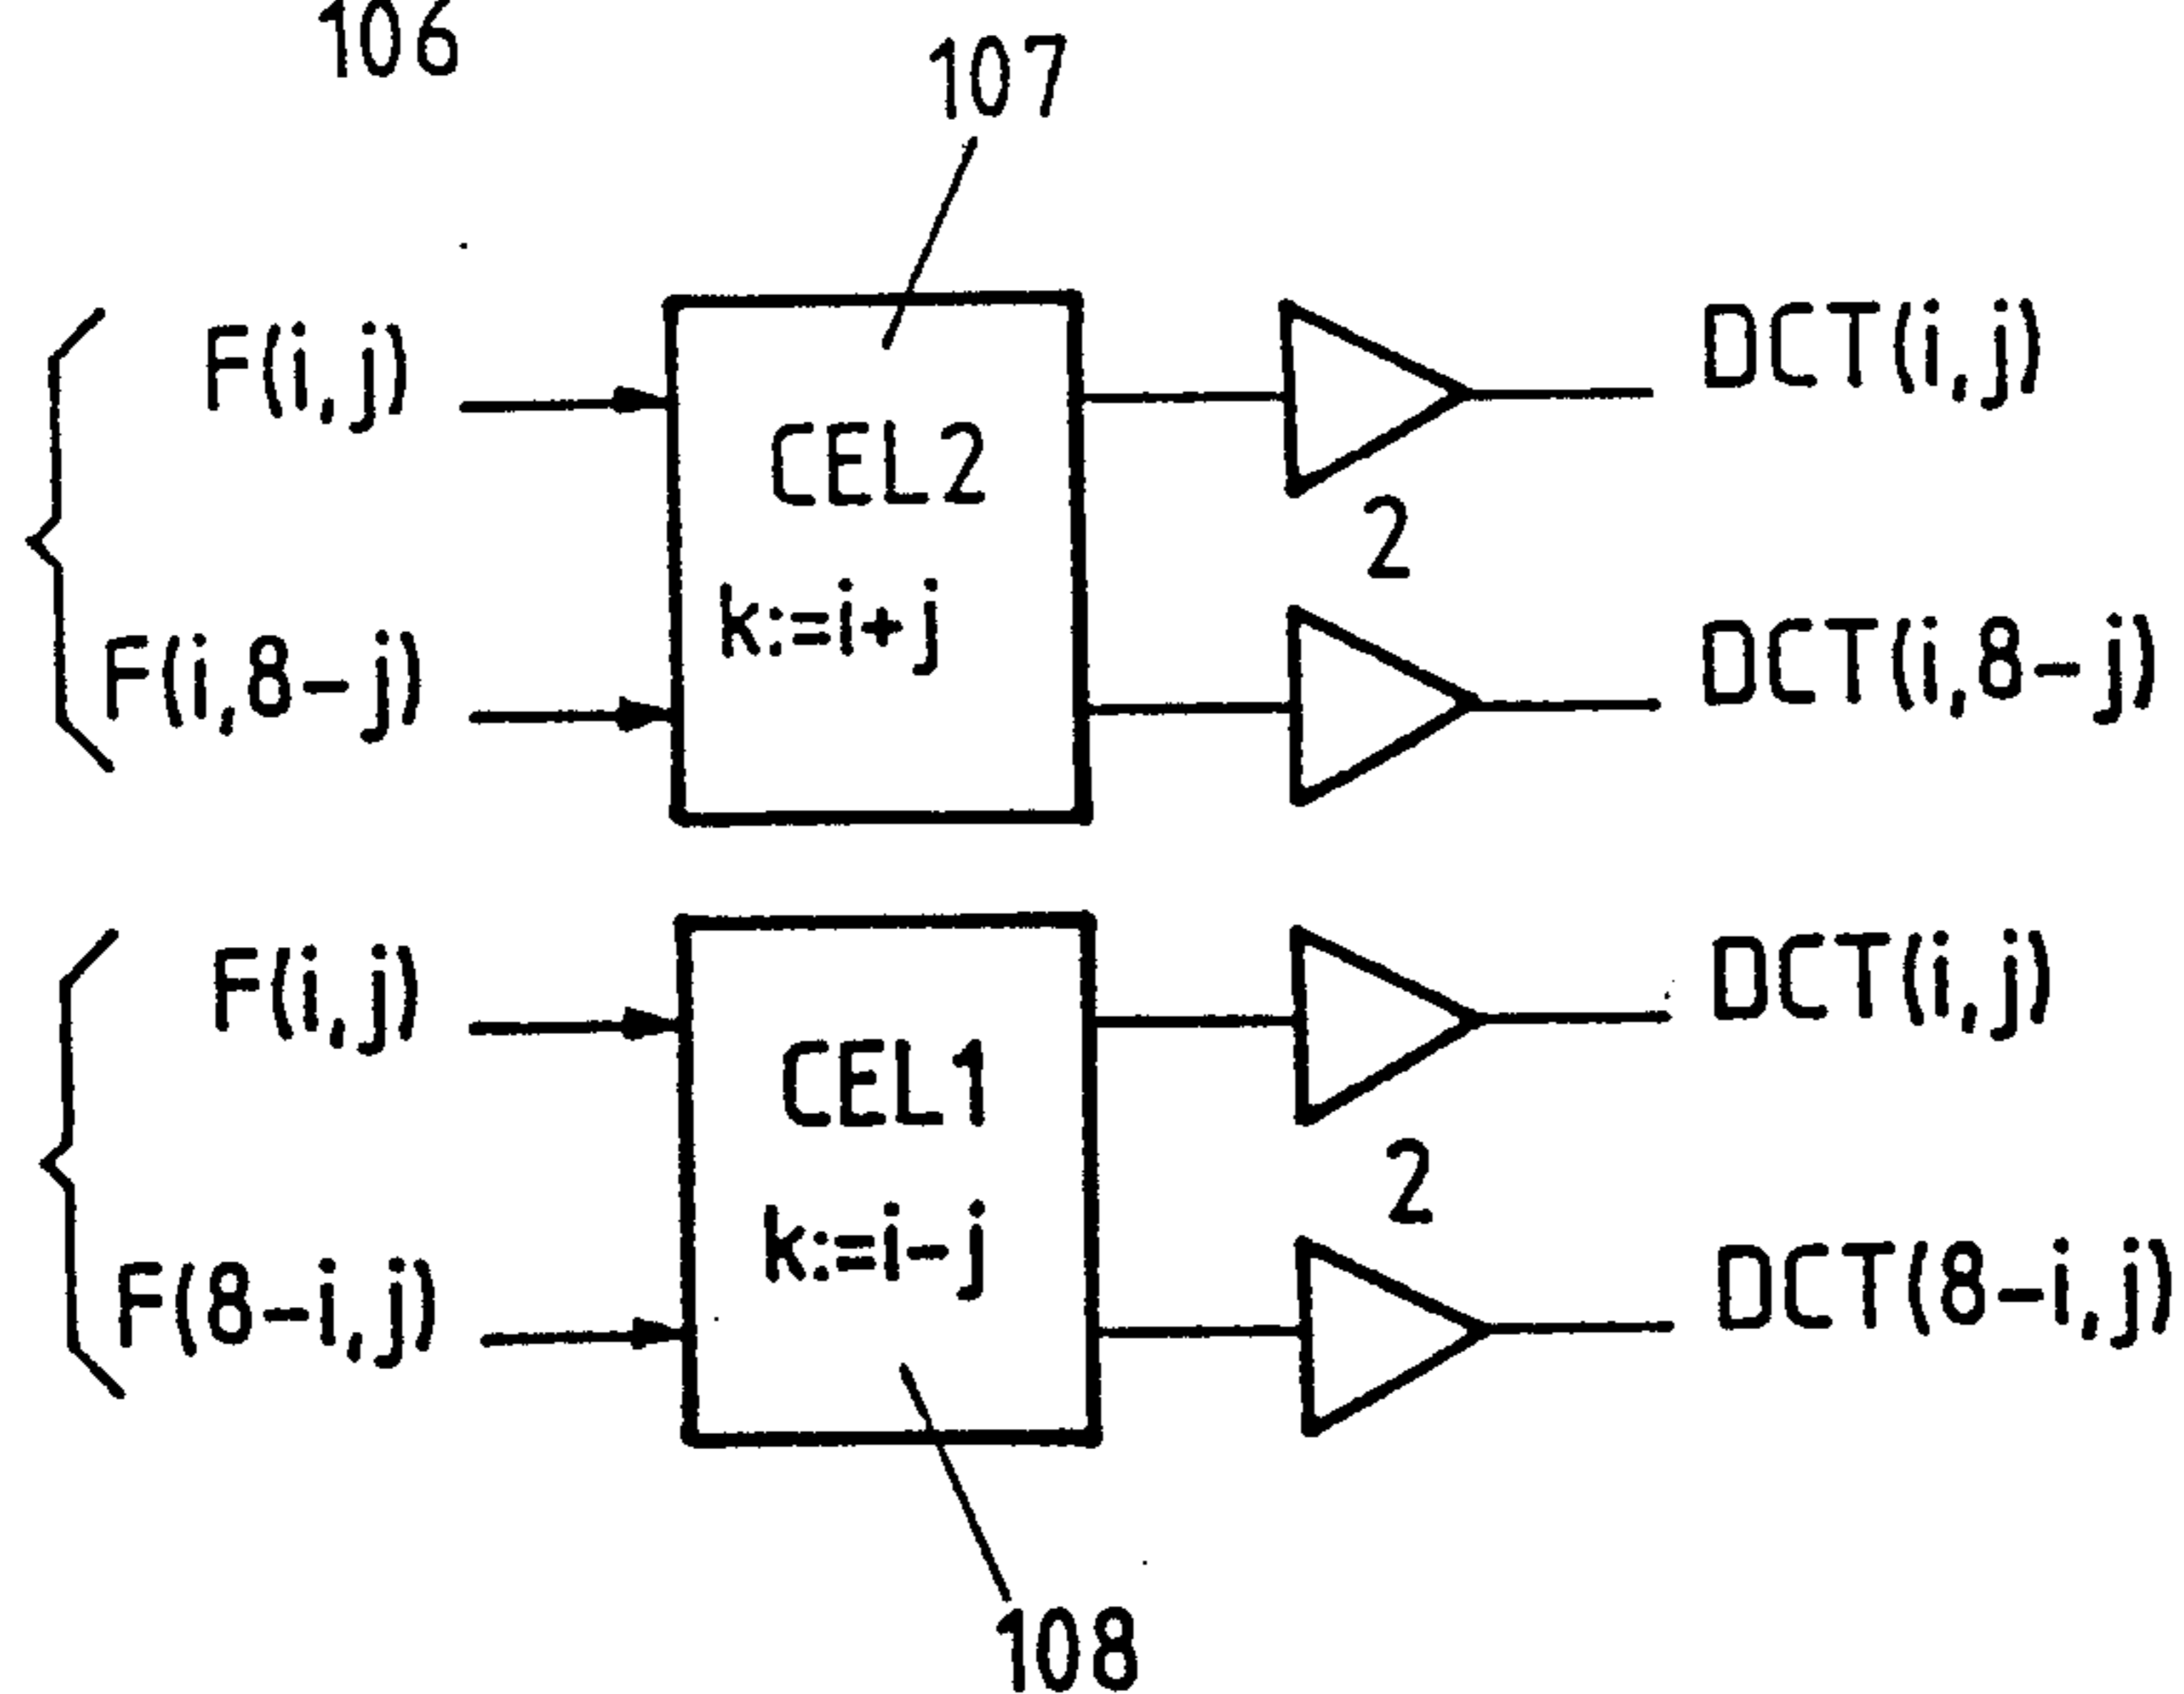 106
107
F(i,j)
CEL2
DCT(i,j)
2
k:=i+j
F(i,8-j)
DCT(i,8-j)
F(i,j)
CEL1
DCT(i,j)
2
k:=i-j
F(8-i,j)
DCT(8-i,j)
108